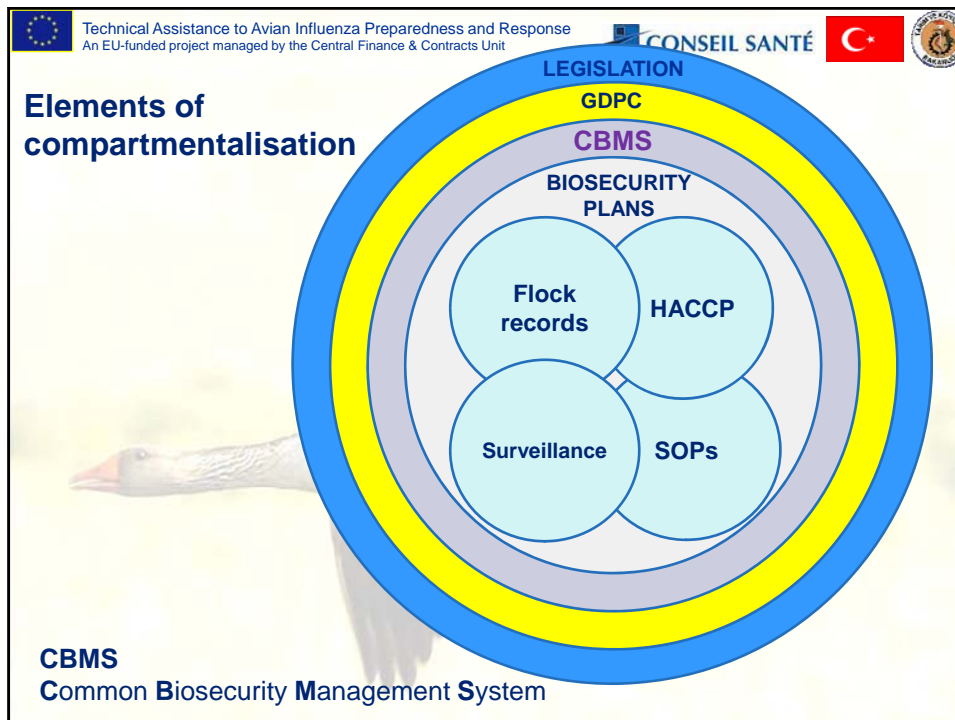 Technical Assistance to Avian Influenza Preparedness and Response
An EU-funded project managed by the Central Finance & Contracts Unit
CONSEIL SANTÉ
Elements of
compartmentalisation
LEGISLATION
GDPC
CBMS
BIOSECURITY
PLANS
Flock
records
HACCP
Surveillance
SOPs
CBMS
Common Biosecurity Management System